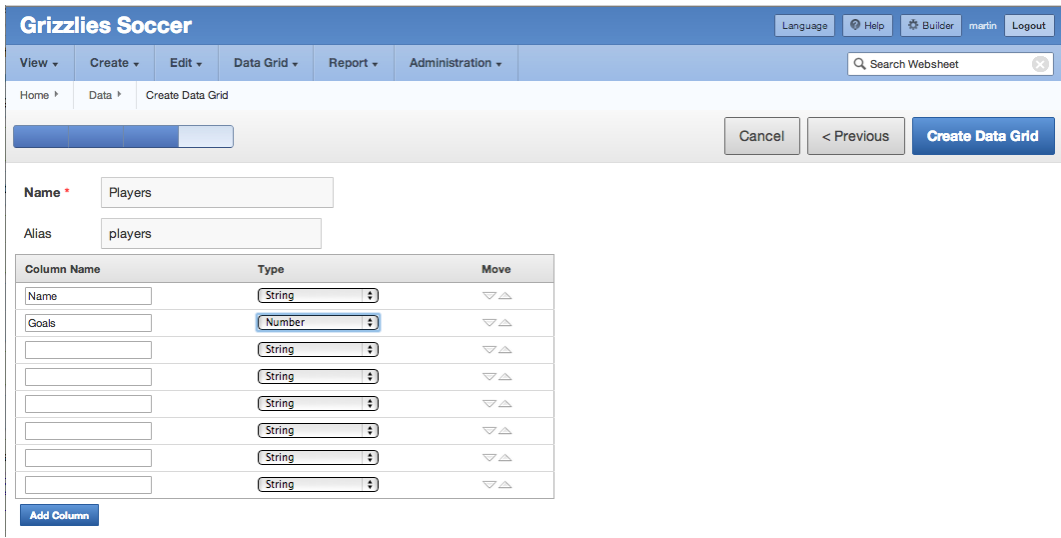 Grizzlies Soccer
Language Help Builder martin Logout
View Create Edit Data Grid Report Administration Search Websheet
Home Data Create Data Grid
Cancel < Previous Create Data Grid
Name * Players
Alias players
Column Name Type Move
Name String
Goals Number
String
String
String
String
String
String
Add Column